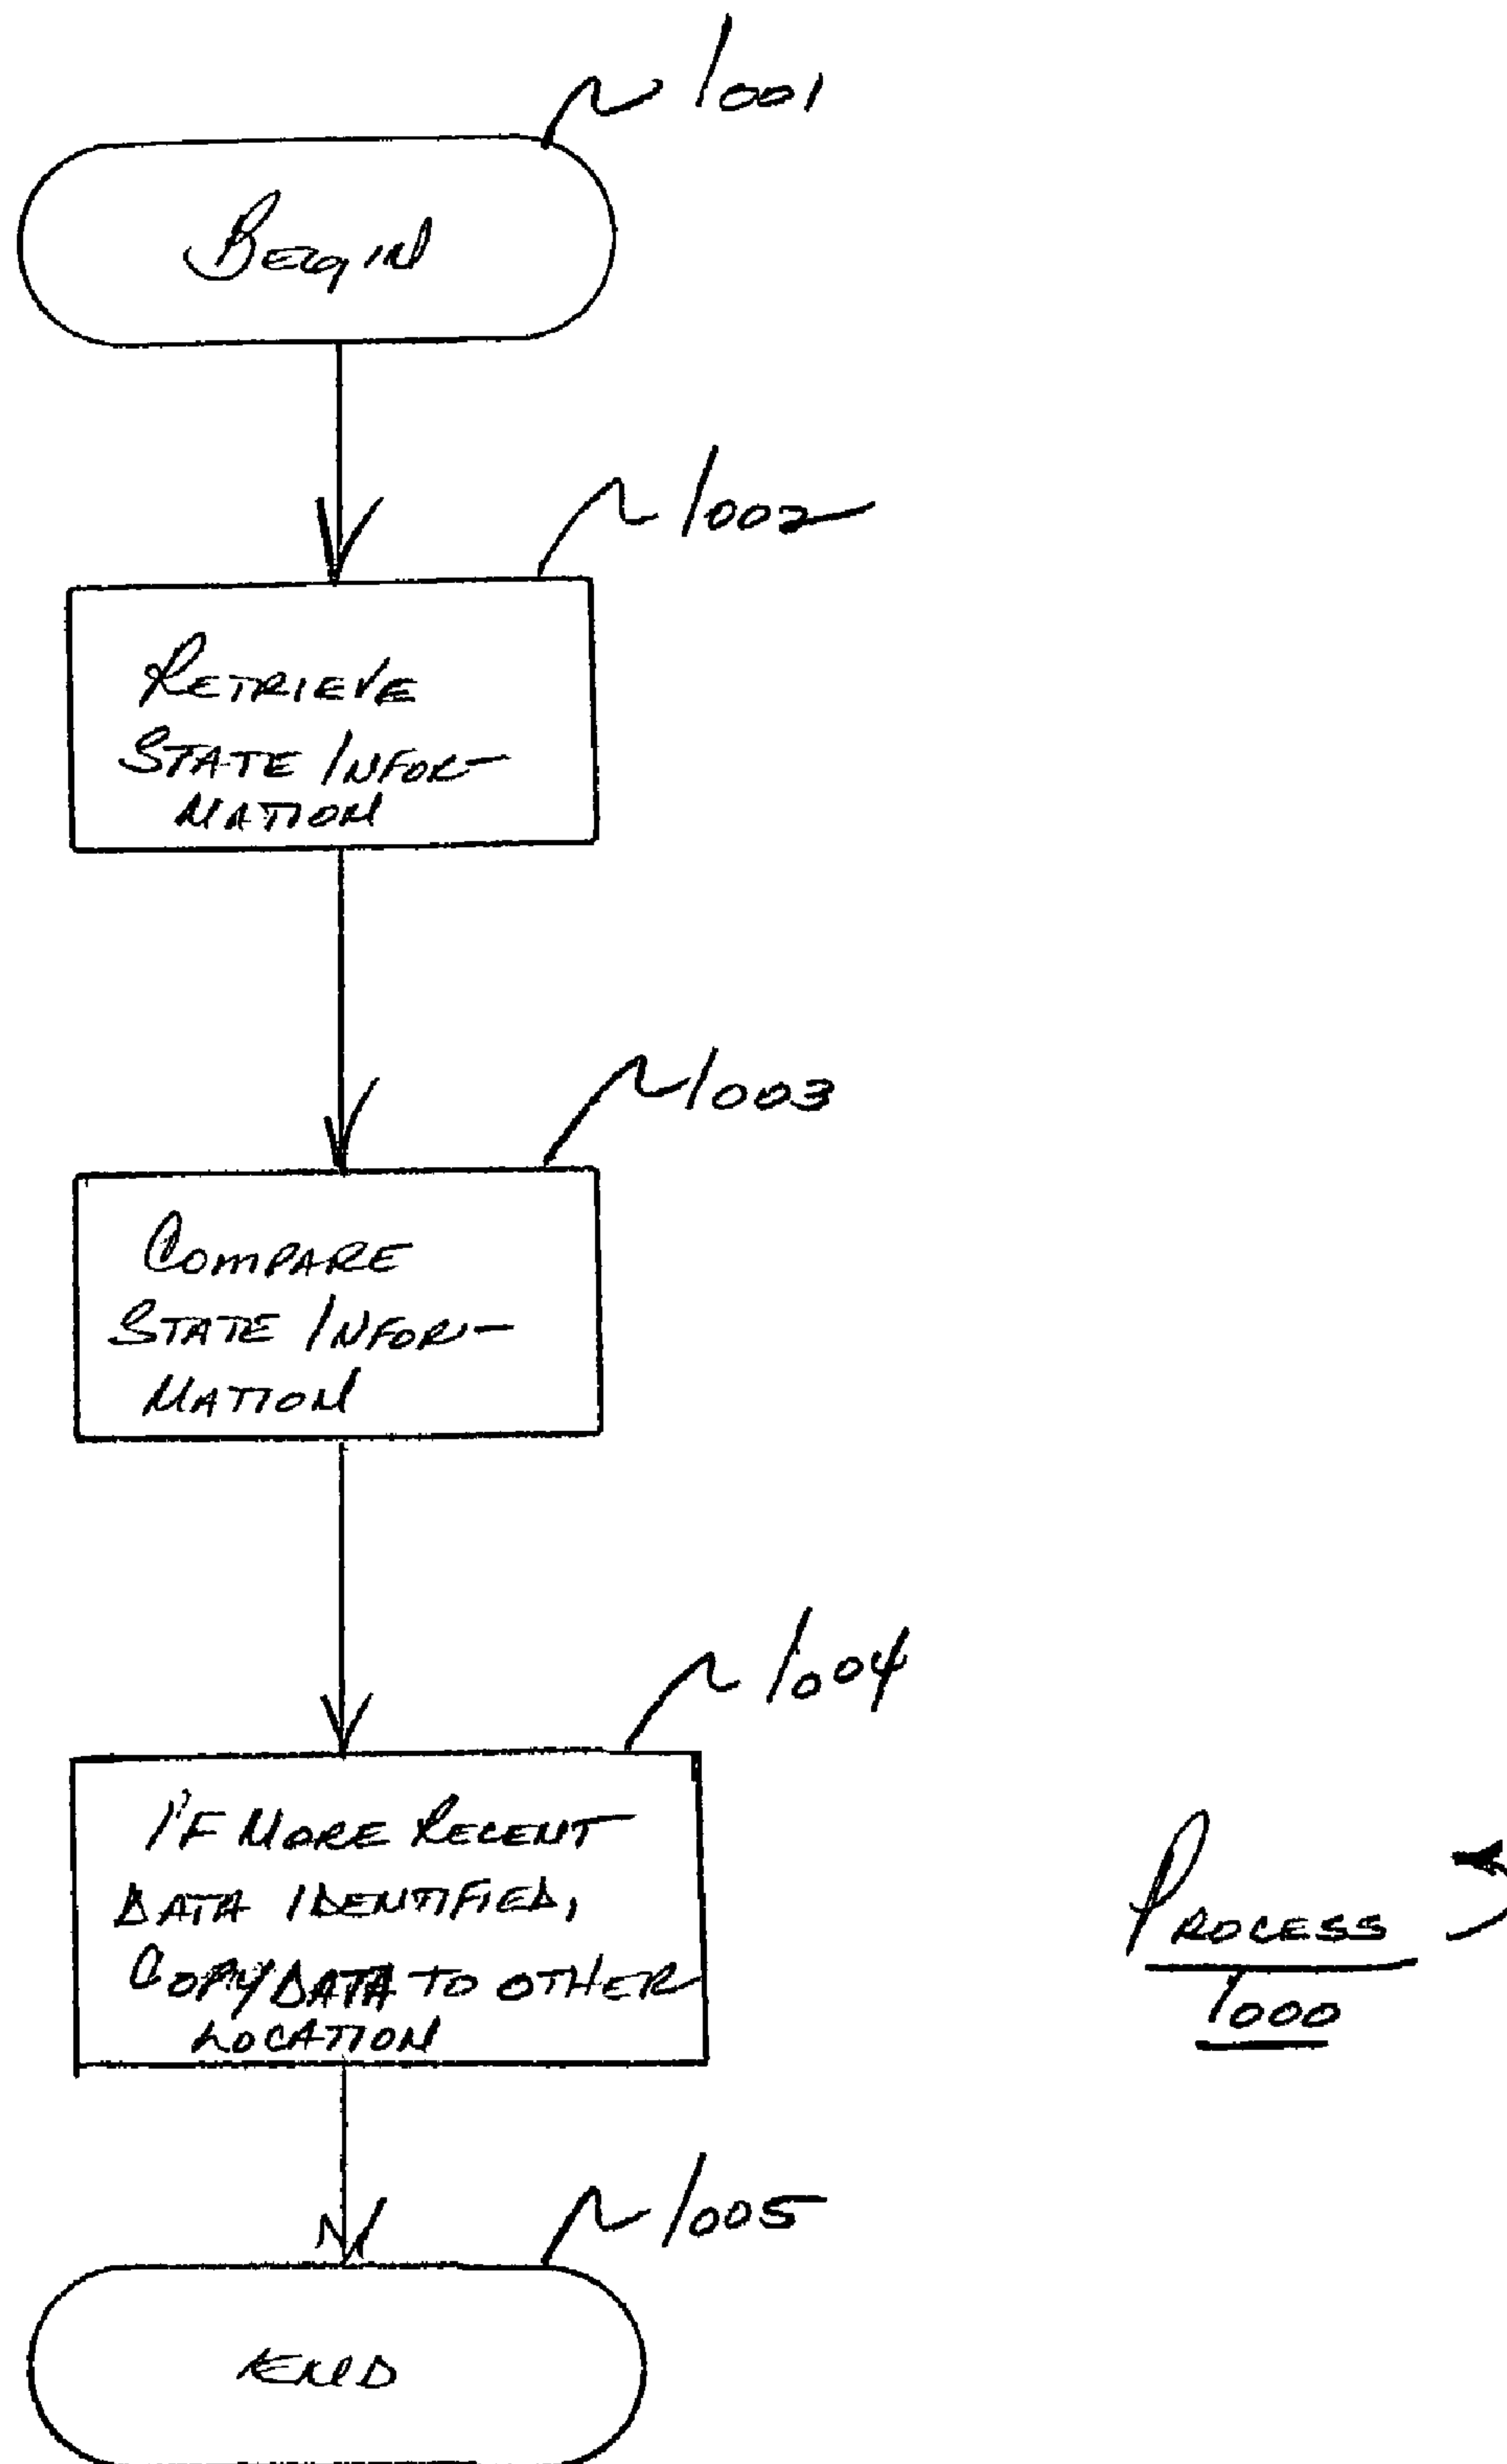 1001
BEGIN
1002
RETRIEVE
STATE INFOR-
MATION
1003
COMPARE
STATE INFOR-
MATION
1004
IF MORE RECENT
DATA IDENTIFIED,
COPY DATA TO OTHER
LOCATION
PROCESS
1000
1005
END